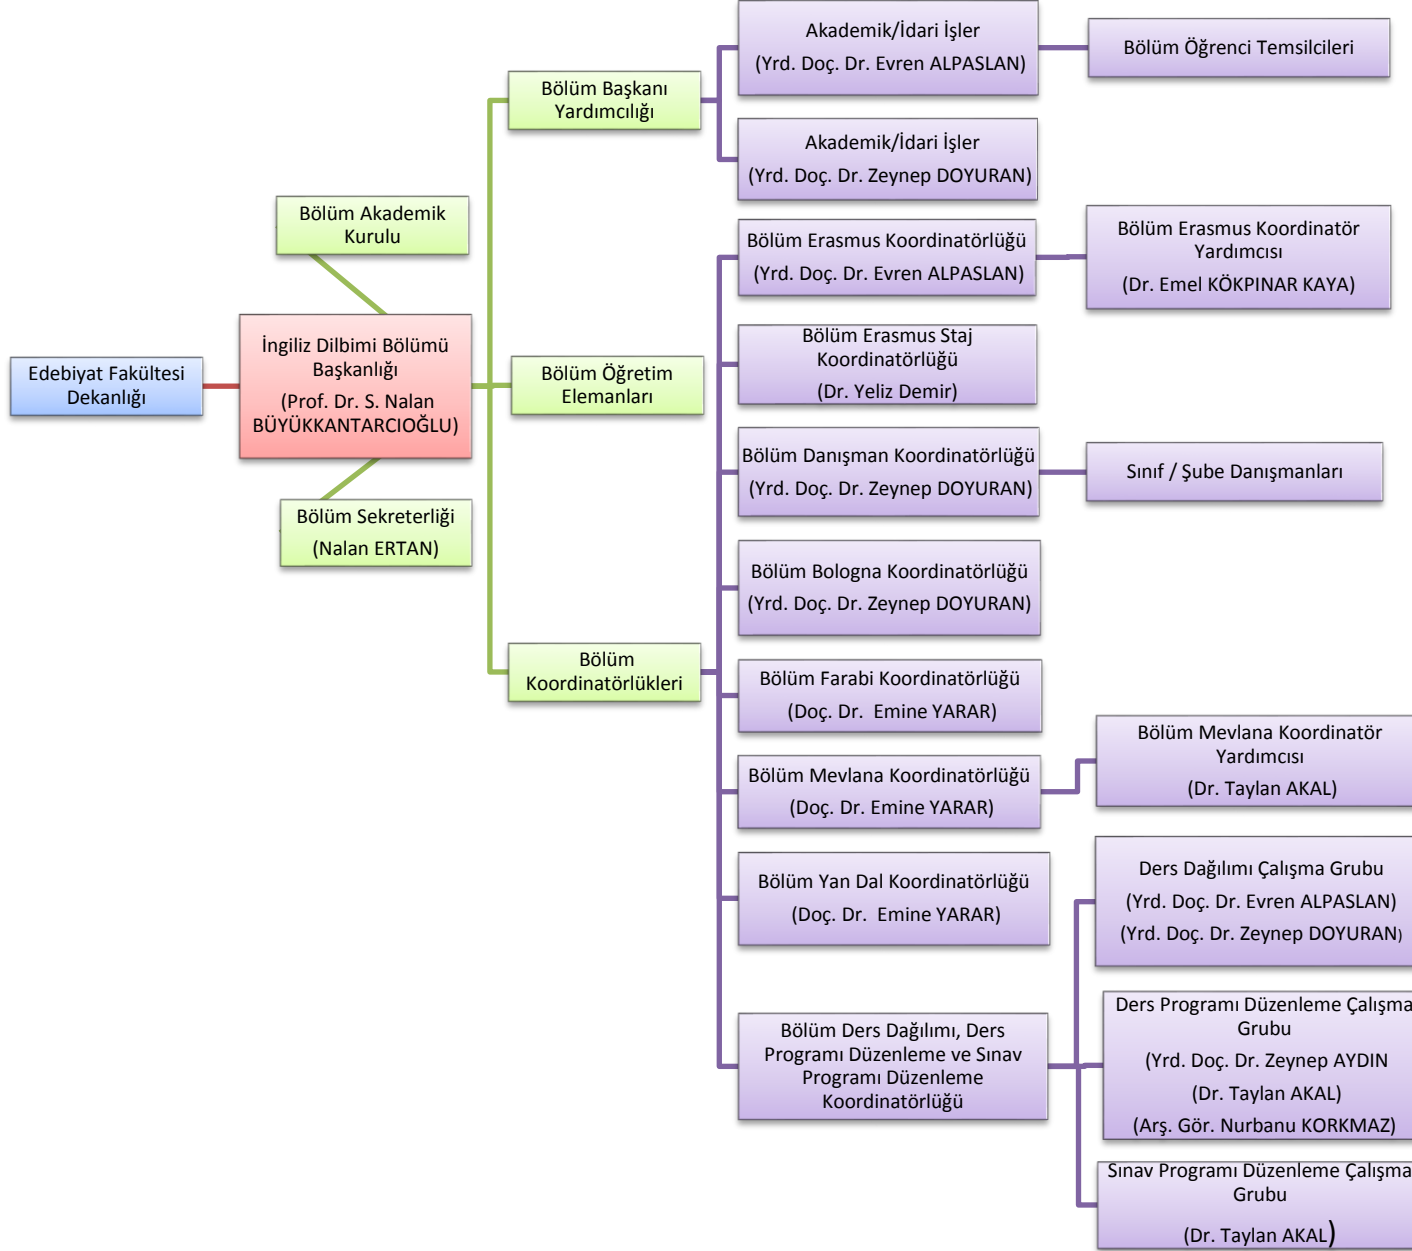 Edebiyat Fakültesi
Dekanlığı
Bölüm Akademik
Kurulu
İngiliz Dilbimi Bölümü
Başkanlığı
(Prof. Dr. S. Nalan
BÜYÜKKANTARCIOĞLU)
Bölüm Sekreterliği
(Nalan ERTAN)
Bölüm Başkanı
Yardımcılığı
Akademik/İdari İşler
(Yrd. Doç. Dr. Evren ALPASLAN)
Bölüm Öğrenci Temsilcileri
Akademik/İdari İşler
(Yrd. Doç. Dr. Zeynep DOYURAN)
Bölüm Öğretim
Elemanları
Bölüm
Koordinatörlükleri
Bölüm Erasmus Koordinatörlüğü
(Yrd. Doç. Dr. Evren ALPASLAN)
Bölüm Erasmus Koordinatör
Yardımcısı
(Dr. Emel KÖKPINAR KAYA)
Bölüm Erasmus Staj
Koordinatörlüğü
(Dr. Yeliz Demir)
Bölüm Danışman Koordinatörlüğü
(Yrd. Doç. Dr. Zeynep DOYURAN)
Sınıf / Şube Danışmanları
Bölüm Bologna Koordinatörlüğü
(Yrd. Doç. Dr. Zeynep DOYURAN)
Bölüm Farabi Koordinatörlüğü
(Doç. Dr. Emine YARAR)
Bölüm Mevlana Koordinatörlüğü
(Doç. Dr. Emine YARAR)
Bölüm Mevlana Koordinatör
Yardımcısı
(Dr. Taylan AKAL)
Bölüm Yan Dal Koordinatörlüğü
(Doç. Dr. Emine YARAR)
Bölüm Ders Dağılımı, Ders
Programı Düzenleme ve Sınav
Programı Düzenleme
Koordinatörlüğü
Ders Dağılımı Çalışma Grubu
(Yrd. Doç. Dr. Evren ALPASLAN)
(Yrd. Doç. Dr. Zeynep DOYURAN)
Ders Programı Düzenleme Çalışma
Grubu
(Yrd. Doç. Dr. Zeynep AYDIN
(Dr. Taylan AKAL)
(Arş. Gör. Nurbanu KORKMAZ)
Sınav Programı Düzenleme Çalışma
Grubu
(Dr. Taylan AKAL)